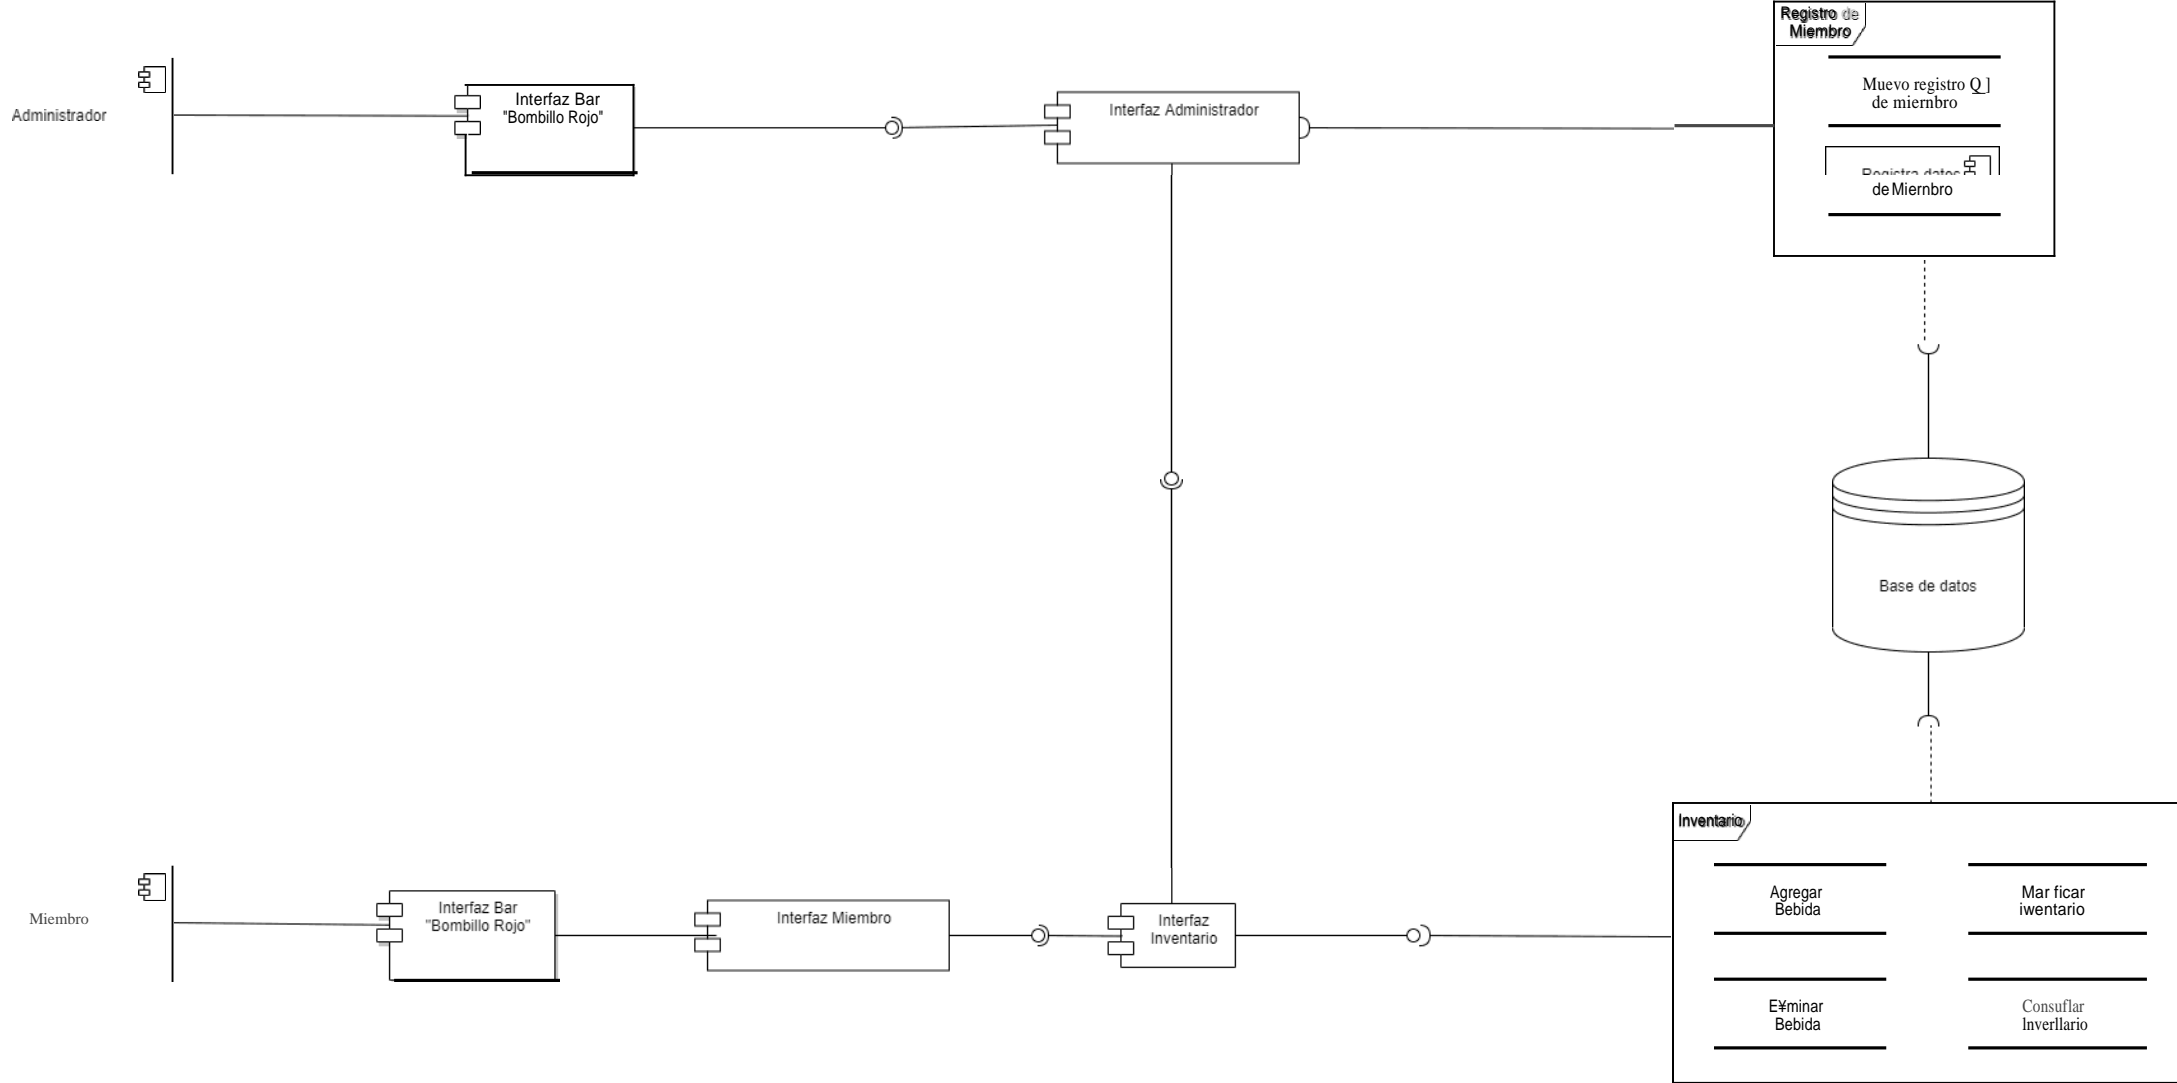 Registro de
Miembro
Muevo registro Q]
de miernbro
Registra datos
de Miernbro
Administrador
Interfaz Bar
"Bombillo Rojo"
Interfaz Administrador
Base de datos
Miembro
Interfaz Bar
"Bombillo Rojo"
Interfaz Miembro
Interfaz
Inventario
Inventario
Agregar
Bebida
Mar ficar
iwentario
E¥minar
Bebida
Consuflar
lnverllario